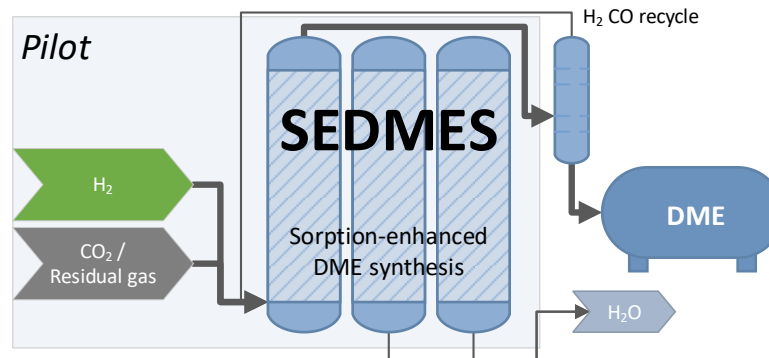 H₂ CO recycle
Pilot
SEDMES
H₂
CO₂ /
Residual gas
Sorption-enhanced
DME synthesis
DME
H₂O